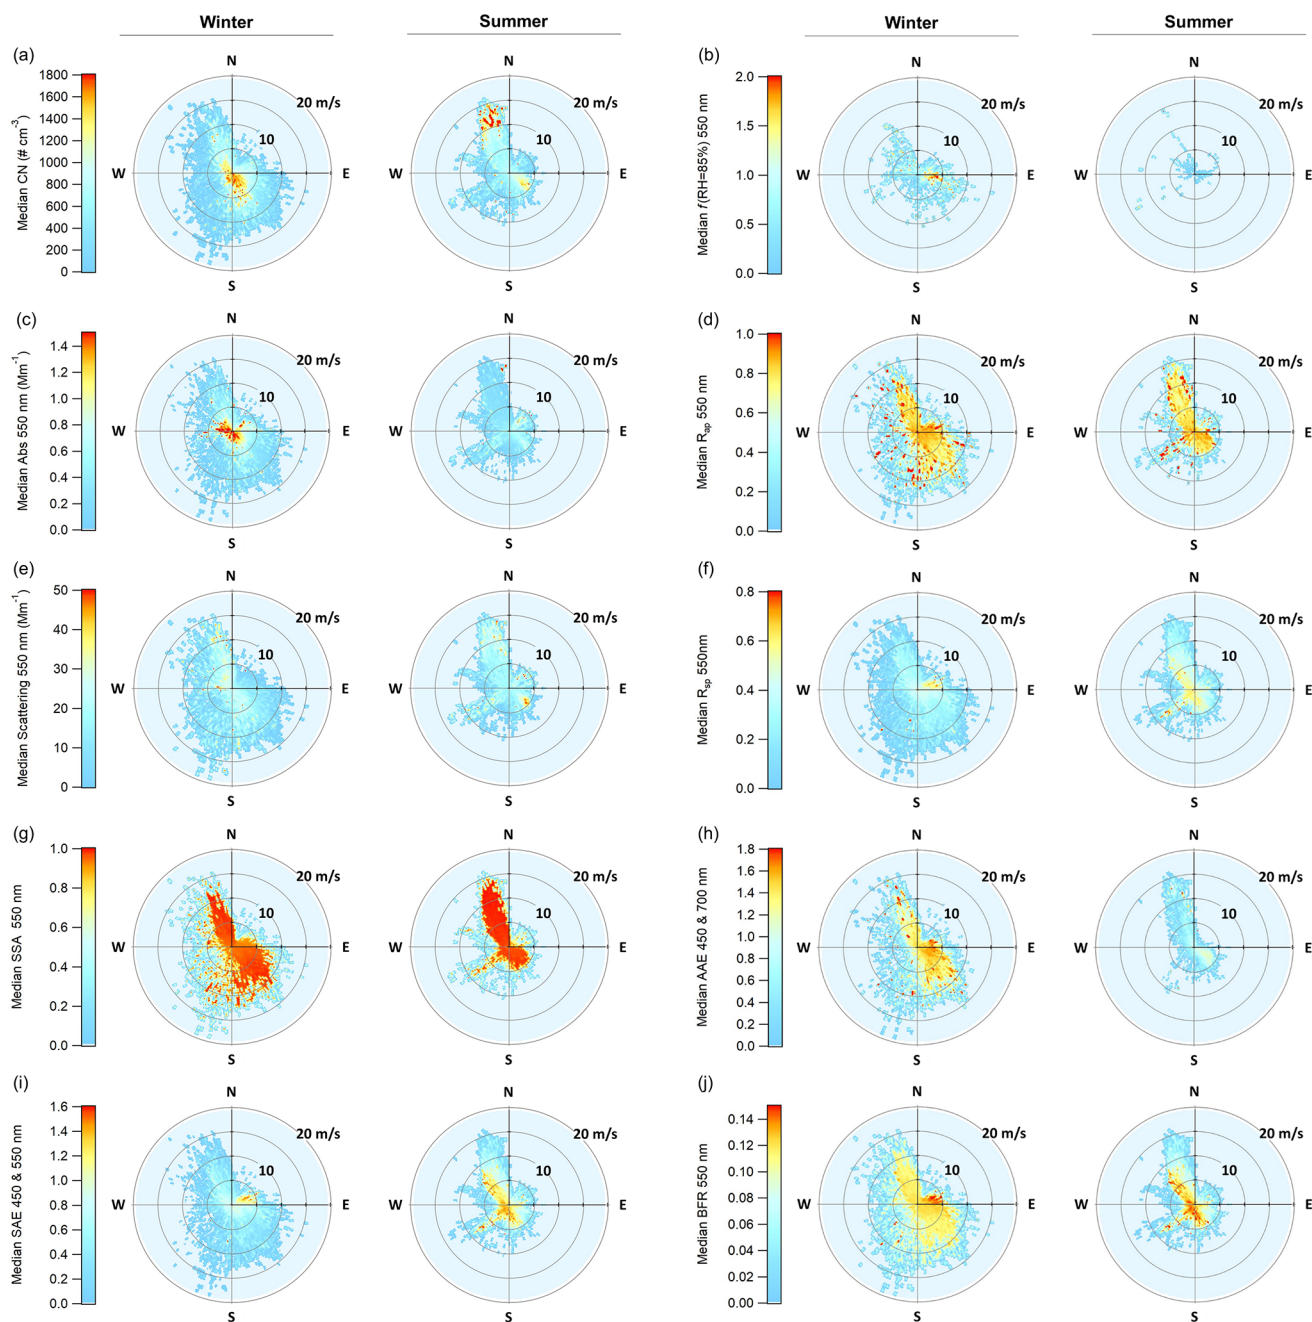 Winter
Summer
Winter
Summer
(a)
Median CN (# cm⁻³)
1800
1600
1400
1200
1000
800
600
400
200
0
N
20 m/s
10
W
E
S
N
20 m/s
10
W
E
S
(b)
Median f(RH=85%) 550 nm
2.0
1.5
1.0
0.5
0.0
N
20 m/s
10
W
E
S
N
20 m/s
10
W
E
S
(c)
Median Abs 550 nm (Mm⁻¹)
1.4
1.2
1.0
0.8
0.6
0.4
0.2
0.0
N
20 m/s
10
W
E
S
N
20 m/s
10
W
E
S
(d)
Median Rap 550 nm
1.0
0.8
0.6
0.4
0.2
0.0
N
20 m/s
10
W
E
S
N
20 m/s
10
W
E
S
(e)
Median Scattering 550 nm (Mm⁻¹)
50
40
30
20
10
0
N
20 m/s
10
W
E
S
N
20 m/s
10
W
E
S
(f)
Median Rsp 550nm
0.8
0.6
0.4
0.2
0.0
N
20 m/s
10
W
E
S
N
20 m/s
10
W
E
S
(g)
Median SSA 550 nm
1.0
0.8
0.6
0.4
0.2
0.0
N
20 m/s
10
W
E
S
N
20 m/s
10
W
E
S
(h)
Median AAE 450 & 700 nm
1.8
1.6
1.4
1.2
1.0
0.8
0.6
0.4
0.2
0.0
N
20 m/s
10
W
E
S
N
20 m/s
10
W
E
S
(i)
Median SAE 450 & 550 nm
1.6
1.4
1.2
1.0
0.8
0.6
0.4
0.2
0.0
N
20 m/s
10
W
E
S
N
20 m/s
10
W
E
S
(j)
Median BFR 550 nm
0.14
0.12
0.10
0.08
0.06
0.04
0.02
0.00
N
20 m/s
10
W
E
S
N
20 m/s
10
W
E
S